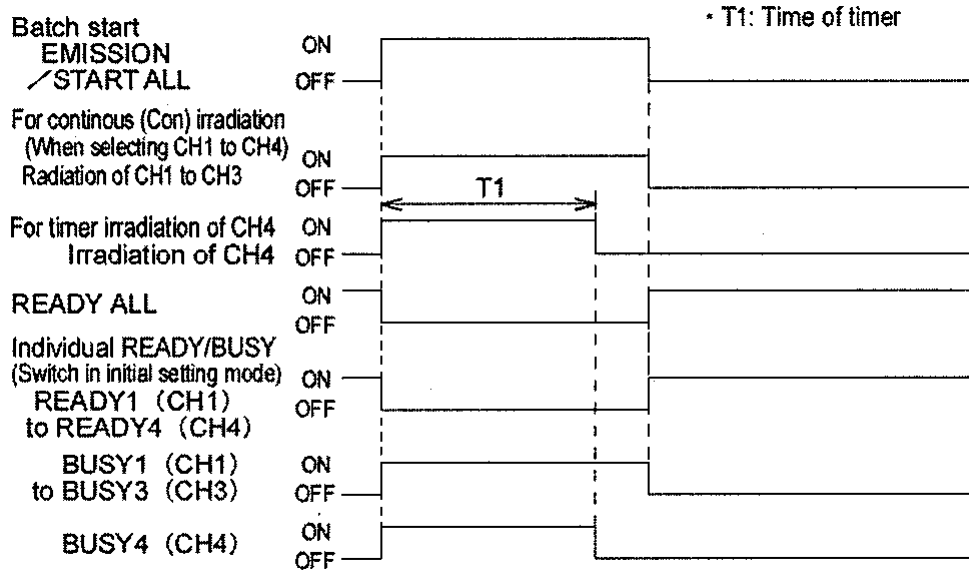 • T1: Time of timer
Batch start
EMISSION
／START ALL
ON
OFF
For continous (Con) irradiation
(When selecting CH1 to CH4)
Radiation of CH1 to CH3
ON
OFF
T1
For timer irradiation of CH4
Irradiation of CH4
ON
OFF
READY ALL
ON
OFF
Individual READY/BUSY
(Switch in initial setting mode)
READY1 (CH1)
to READY4 (CH4)
ON
OFF
BUSY1 (CH1)
to BUSY3 (CH3)
ON
OFF
BUSY4 (CH4)
ON
OFF